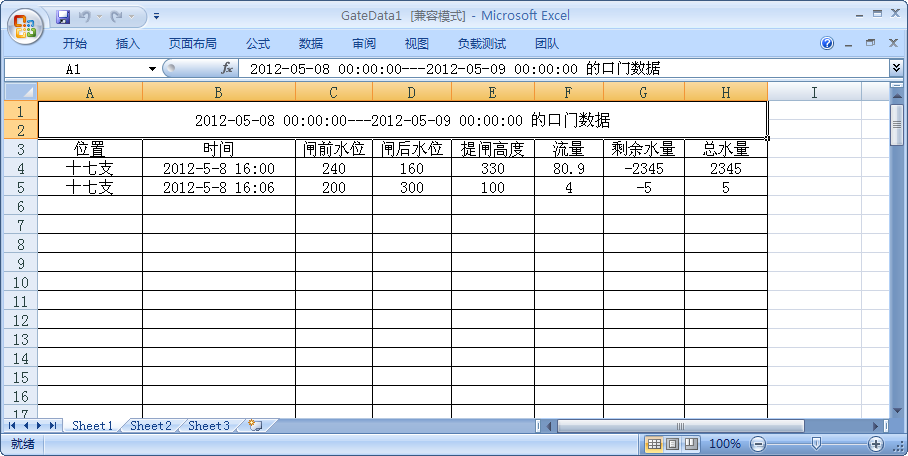 GateData1 [兼容模式] - Microsoft Excel
开始 插入 页面布局 公式 数据 审阅 视图 负载测试 团队
A1 fx 2012-05-08 00:00:00---2012-05-09 00:00:00 的口门数据
A B C D E F G H I J
1 2012-05-08 00:00:00---2012-05-09 00:00:00 的口门数据
2
3 位置 时间 闸前水位 闸后水位 提闸高度 流量 剩余水量 总水量
4 十七支 2012-5-8 16:00 240 160 330 80.9 -2345 2345
5 十七支 2012-5-8 16:06 200 300 100 4 -5 5
6
7
8
9
10
11
12
13
14
15
16
17
Sheet1 Sheet2 Sheet3
就绪 100%